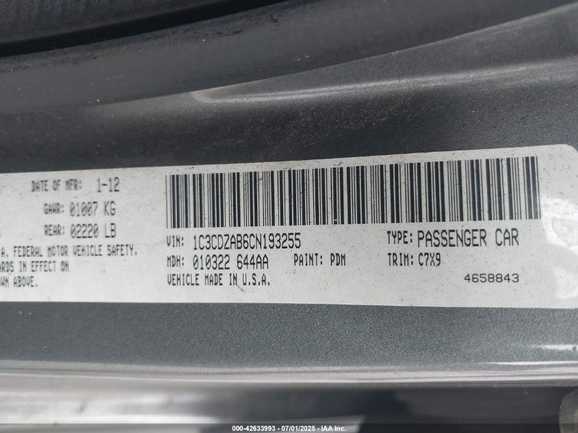 DATE OF MFR: 1-12
GAWR: 01007 KG
REAR: 02220 LB
A. FEDERAL MOTOR VEHICLE SAFETY.
ARDS IN EFFECT ON
WN ABOVE.
VIN: 1C3CDZAB6CN193255
TYPE: PASSENGER CAR
MDH: 010322 644AA
PAINT: PDM
TRIM: C7X9
VEHICLE MADE IN U.S.A.
4658843
000-42633993 - 07/01/2025 - IAAI Inc.